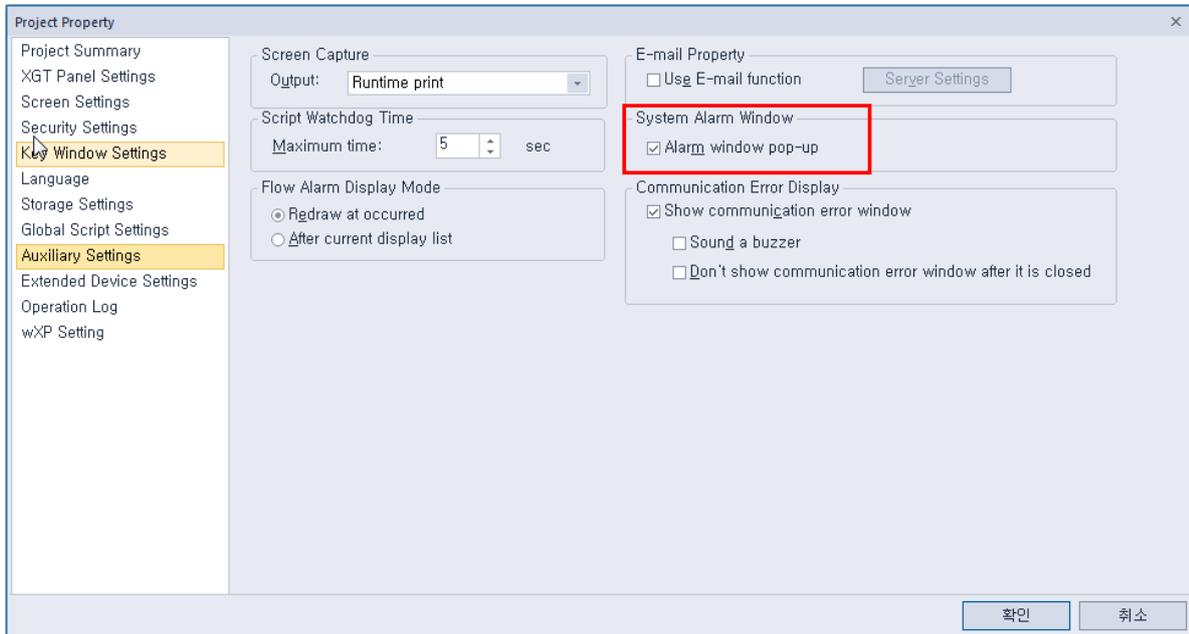 Project Property
Project Summary
XGT Panel Settings
Screen Settings
Security Settings
Key Window Settings
Language
Storage Settings
Global Script Settings
Auxiliary Settings
Extended Device Settings
Operation Log
wXP Setting
Screen Capture
Output: Runtime print
Script Watchdog Time
Maximum time: 5 sec
Flow Alarm Display Mode
Redraw at occurred
After current display list
E-mail Property
Use E-mail function Server Settings
System Alarm Window
Alarm window pop-up
Communication Error Display
Show communication error window
Sound a buzzer
Don't show communication error window after it is closed
확인 취소